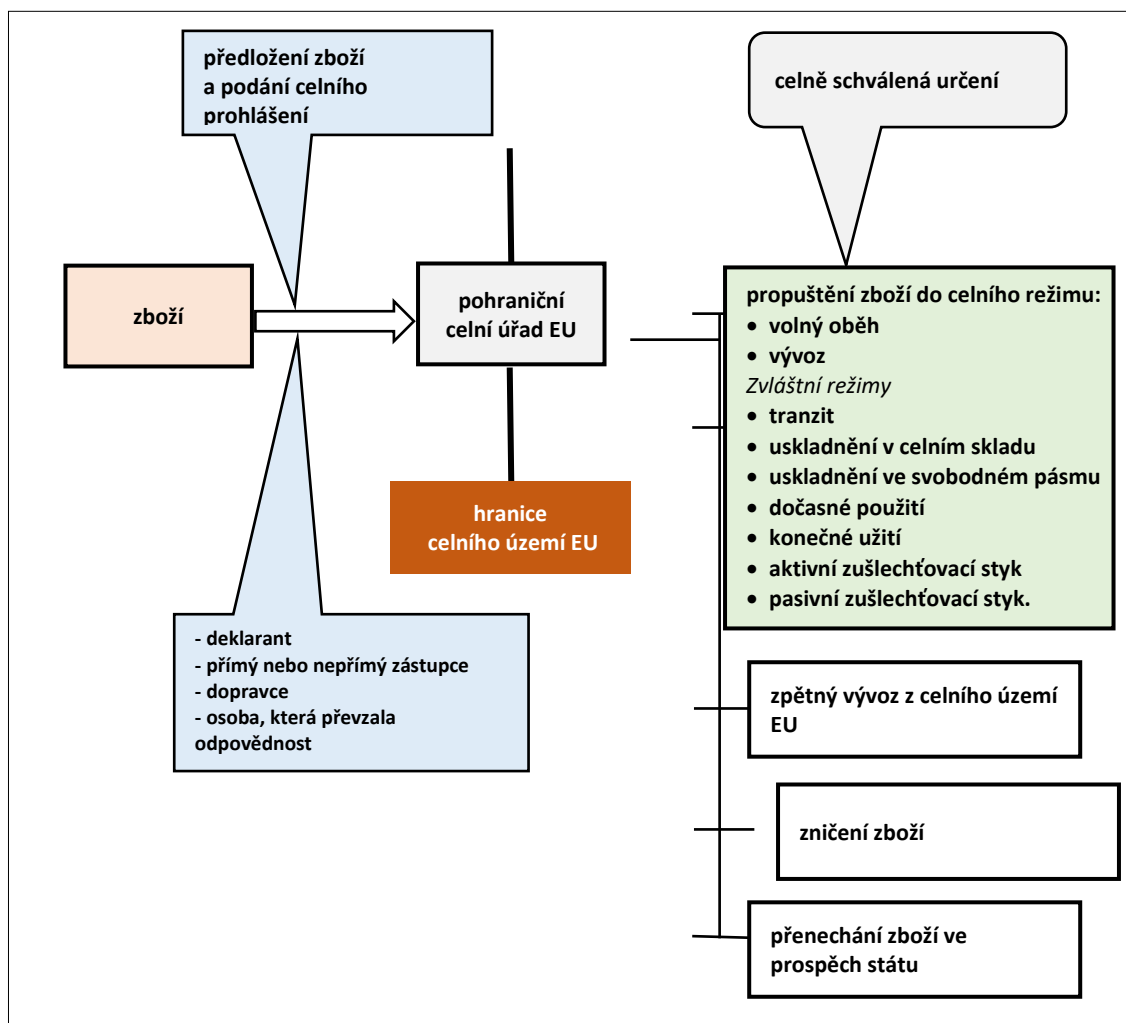 předložení zboží
a podání celního
prohlášení
celně schválená určení
zboží
pohraniční
celní úřad EU
hranice
celního území EU
- deklarant
- přímý nebo nepřímý zástupce
- dopravce
- osoba, která převzala
odpovědnost
propuštění zboží do celního režimu:
• volný oběh
• vývoz
Zvláštní režimy
• tranzit
• uskladnění v celním skladu
• uskladnění ve svobodném pásmu
• dočasné použití
• konečné užití
• aktivní zušlechťovací styk
• pasivní zušlechťovací styk.
zpětný vývoz z celního území
EU
zničení zboží
přenechání zboží ve
prospěch státu